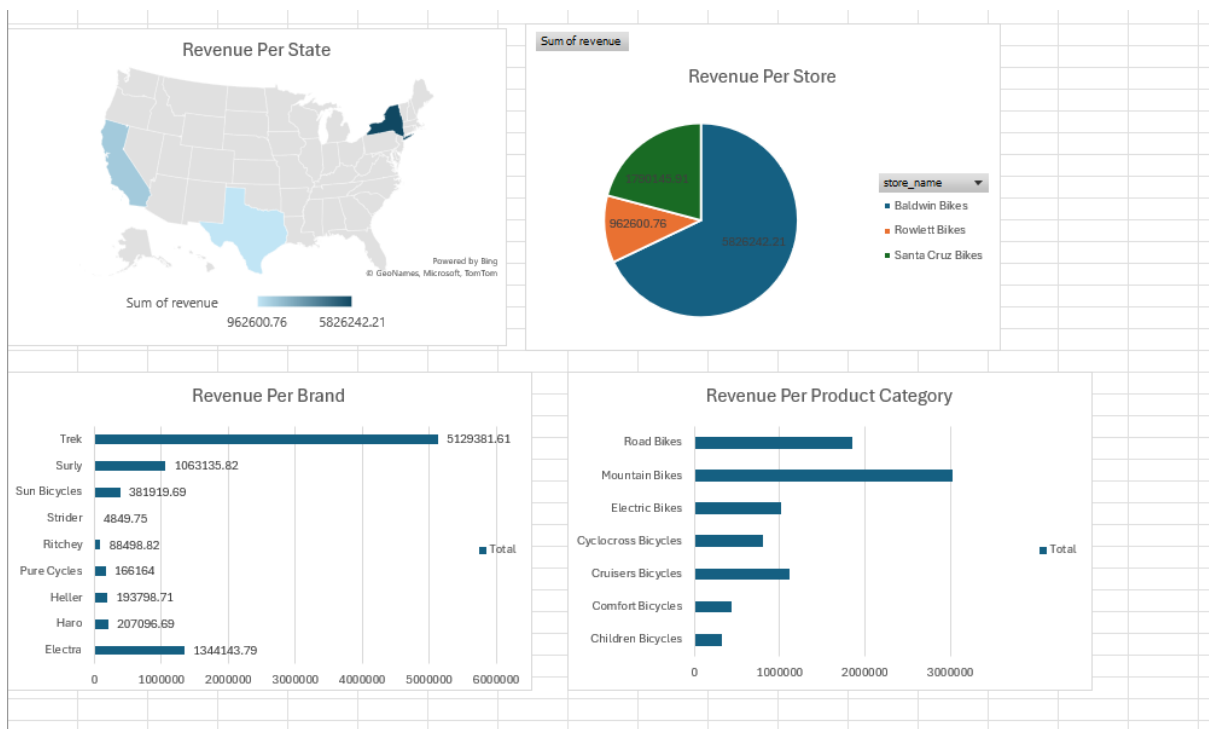 Revenue Per State
Powered by Bing
© GeoNames, Microsoft, TomTom
Sum of revenue
962600.76 5826242.21
Sum of revenue
Revenue Per Store
1790145.91
962600.76
5826242.21
store_name
Baldwin Bikes
Rowlett Bikes
Santa Cruz Bikes
Revenue Per Brand
Trek 5129381.61
Surly 1063135.82
Sun Bicycles 381919.69
Strider 4849.75
Ritchey 88498.82
Pure Cycles 166164
Heller 193798.71
Haro 207096.69
Electra 1344143.79
0 1000000 2000000 3000000 4000000 5000000 6000000
Total
Revenue Per Product Category
Road Bikes
Mountain Bikes
Electric Bikes
Cyclocross Bicycles
Cruisers Bicycles
Comfort Bicycles
Children Bicycles
0 1000000 2000000 3000000
Total